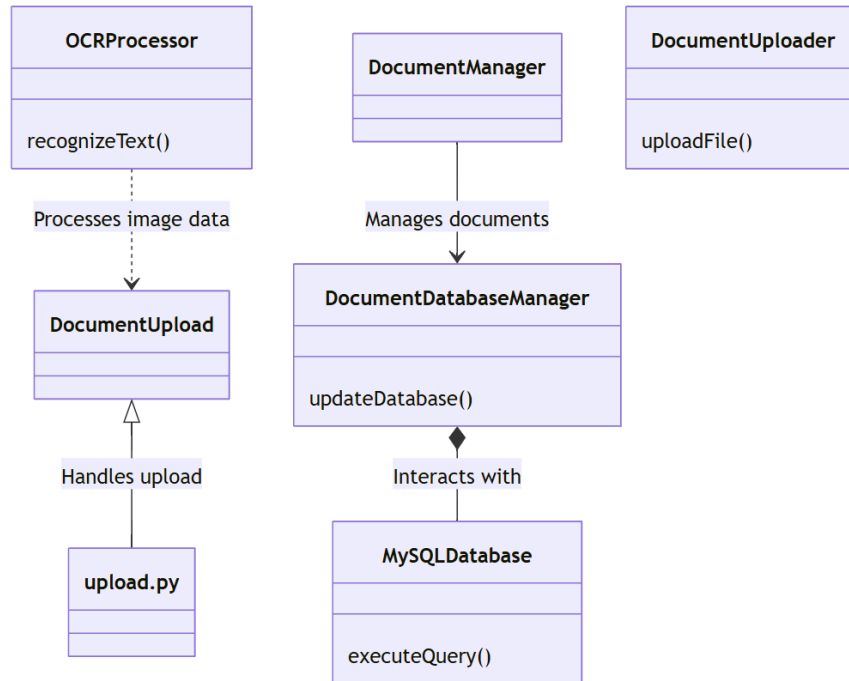 OCRProcessor
recognizeText()
Processes image data
DocumentUpload
Handles upload
upload.py
DocumentManager
Manages documents
DocumentDatabaseManager
updateDatabase()
Interacts with
MySQLDatabase
executeQuery()
DocumentUploader
uploadFile()